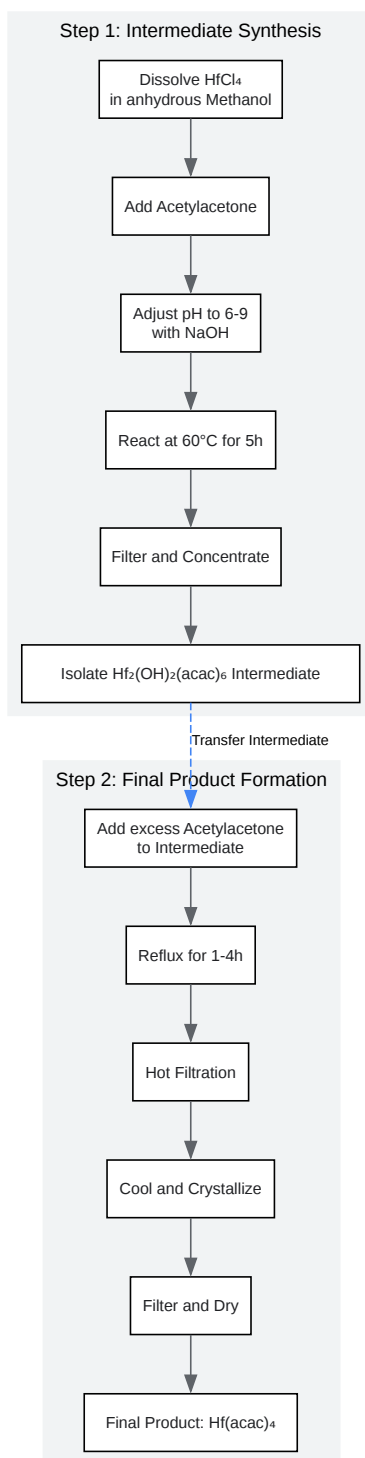 Step 1: Intermediate Synthesis
Dissolve HfCl₄
in anhydrous Methanol
Add Acetylacetone
Adjust pH to 6-9
with NaOH
React at 60°C for 5h
Filter and Concentrate
Isolate Hf₂(OH)₂(acac)₆ Intermediate
Transfer Intermediate
Step 2: Final Product Formation
Add excess Acetylacetone
to Intermediate
Reflux for 1-4h
Hot Filtration
Cool and Crystallize
Filter and Dry
Final Product: Hf(acac)₄